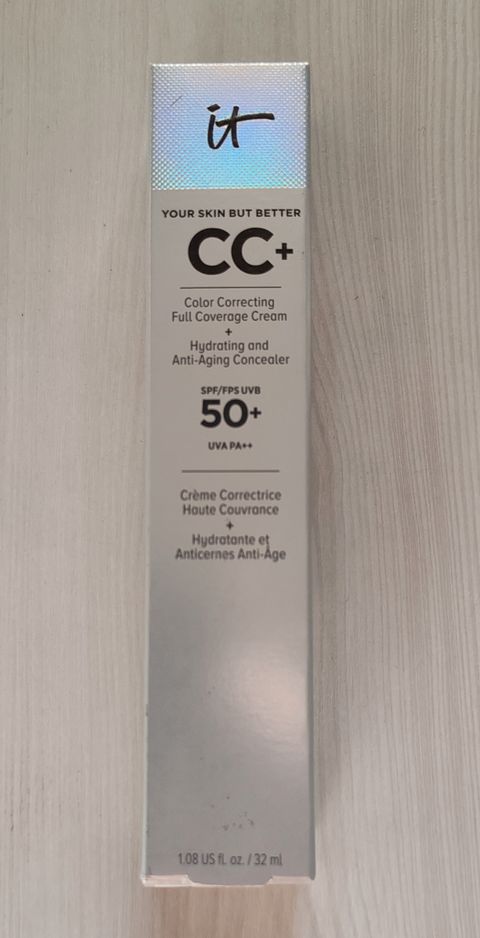 it
YOUR SKIN BUT BETTER
CC+
Color Correcting
Full Coverage Cream
+
Hydrating and
Anti-Aging Concealer
SPF/FPS UVB
50+
UVA PA++
Crème Correctrice
Haute Couvrance
+
Hydratante et
Anticernes Anti-Âge
1.08 US fl. oz. / 32 ml